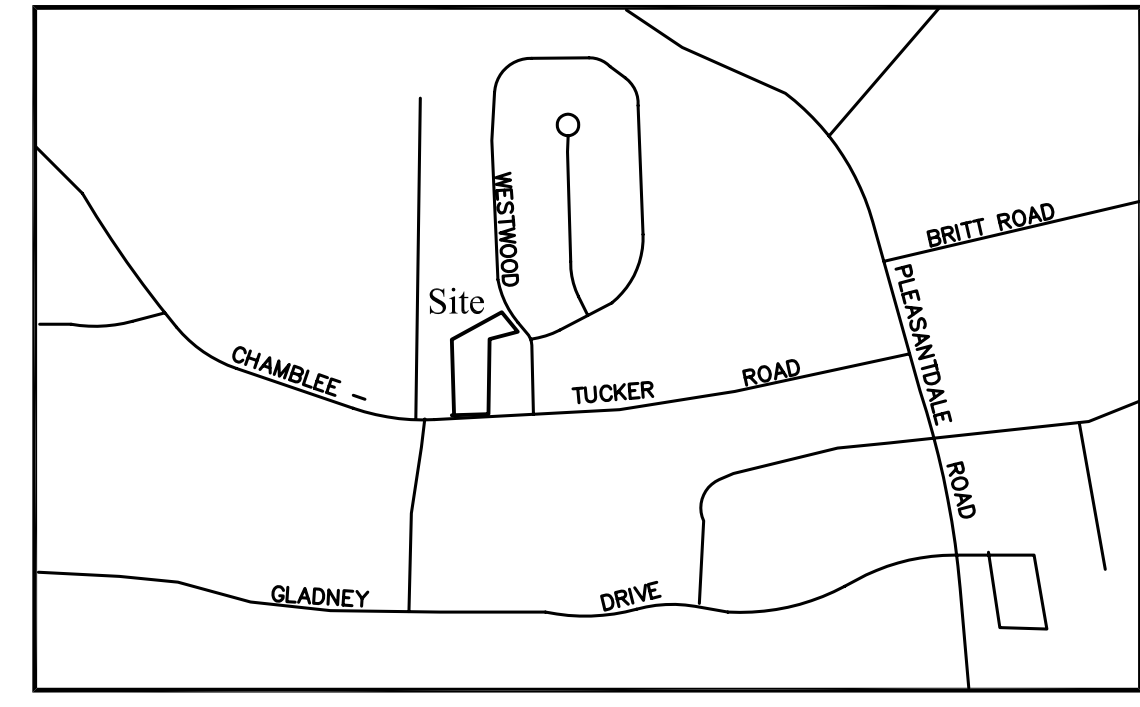 WESTWOOD
BRITT ROAD
Site
PLEASANTDALE
CHAMBLEE -
TUCKER
ROAD
ROAD
GLADNEY
DRIVE